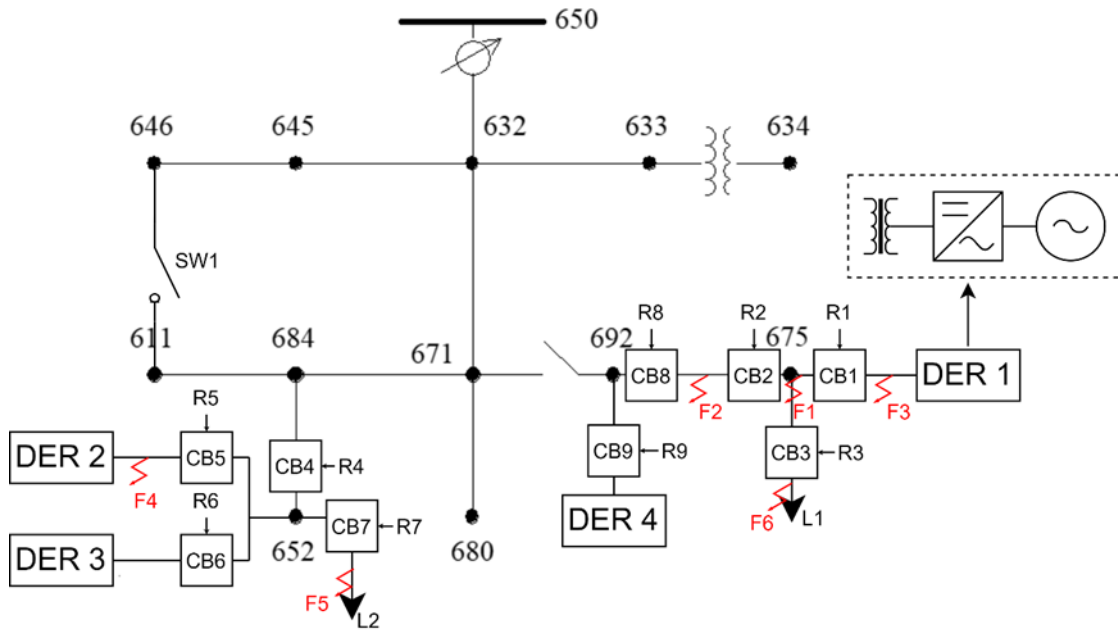 650
646
645
632
633
634
SW1
611
684
671
692
R8
R2
675
R1
CB8
CB2
CB1
DER 1
F2
F1
F3
R5
DER 2
CB5
CB4
R4
CB9
R9
CB3
R3
F4
R6
DER 3
CB6
652
CB7
R7
680
DER 4
F6
L1
F5
L2